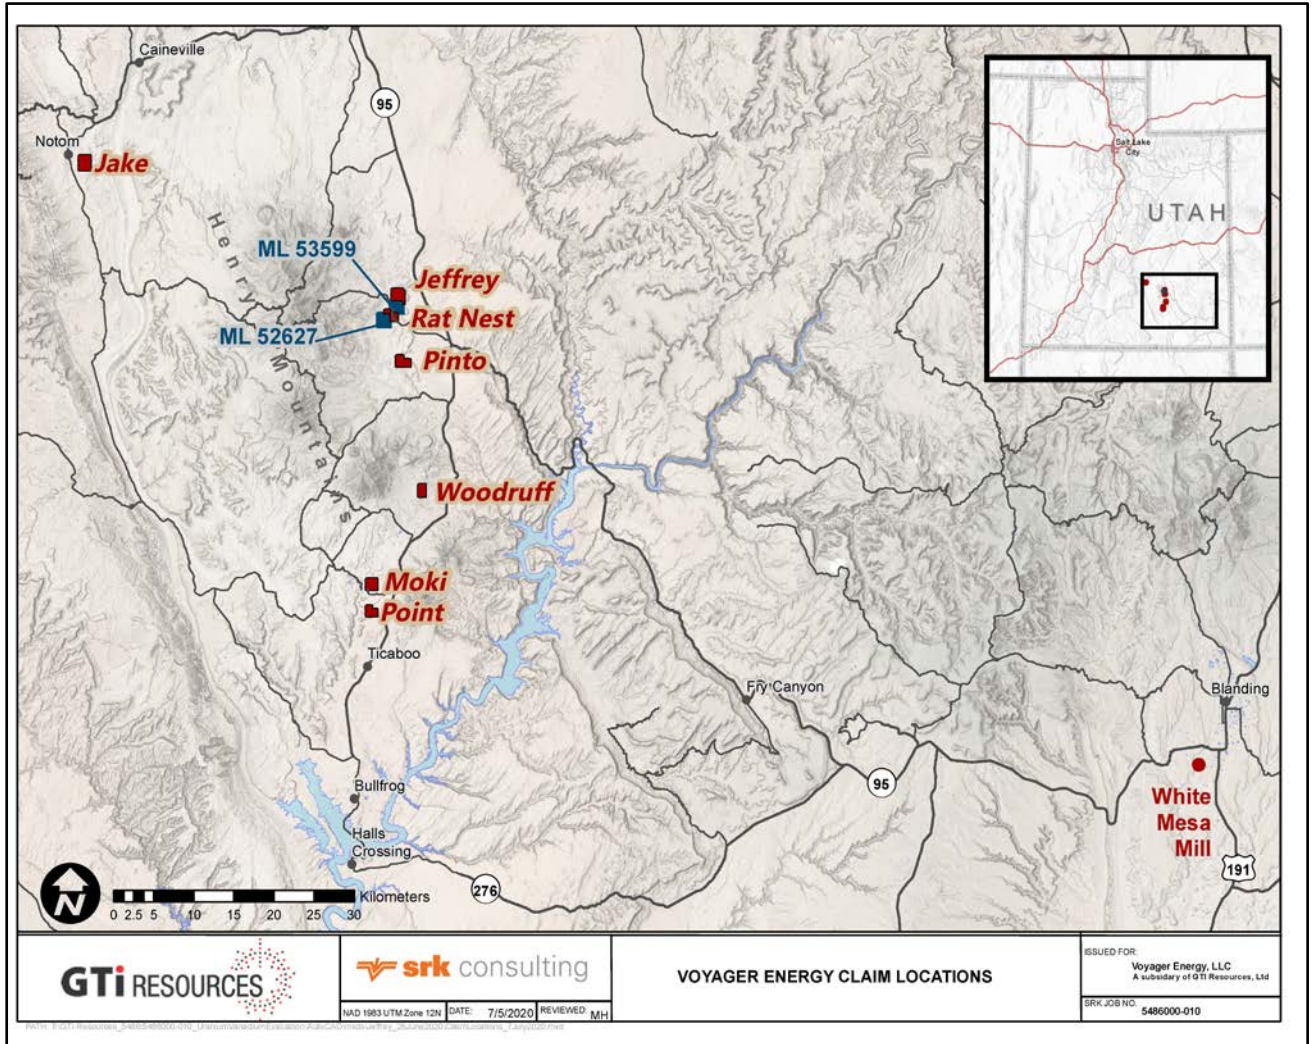 Caineville
95
Notom
Jake
Henry Mountains
ML 53599
Jeffrey
Rat Nest
ML 52627
Pinto
Woodruff
Moki
Point
Ticaboo
Fry Canyon
Blanding
Bullfrog
95
White
Mesa
Mill
Halls
Crossing
276
191
N
Kilometers
0 2.5 5 10 15 20 25 30
Salt Lake
City
UTAH
GTi RESOURCES
srk consulting
NAD 1983 UTM Zone 12N
DATE: 7/5/2020
REVIEWED: MH
VOYAGER ENERGY CLAIM LOCATIONS
ISSUED FOR:
Voyager Energy, LLC
A subsidary of GTI Resources, Ltd
SRK JOB NO.
5486000-010